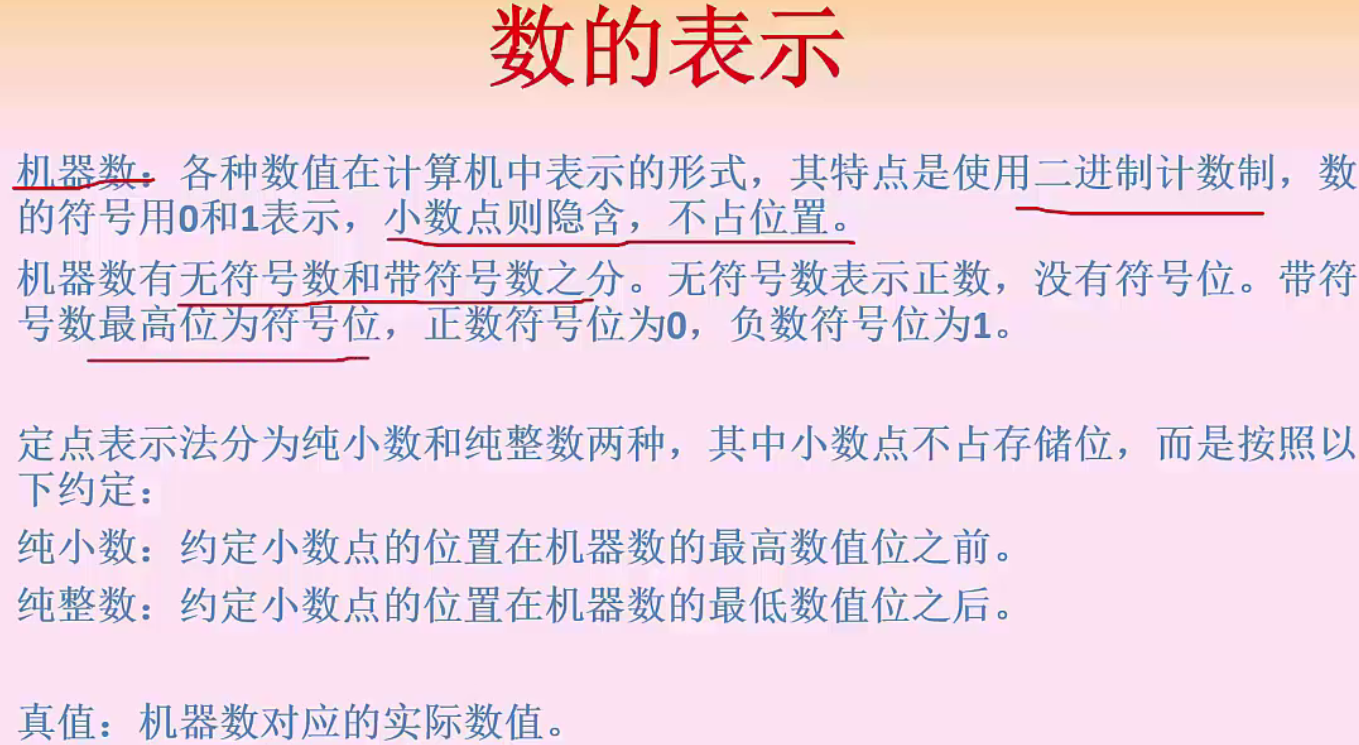 数的表示
机器数：各种数值在计算机中表示的形式，其特点是使用二进制计数制，数
的符号用0和1表示，小数点则隐含，不占位置。
机器数有无符号数和带符号数之分。无符号数表示正数，没有符号位。带符
号数最高位为符号位，正数符号位为0，负数符号位为1。
定点表示法分为纯小数和纯整数两种，其中小数点不占存储位，而是按照以
下约定：
纯小数：约定小数点的位置在机器数的最高数值位之前。
纯整数：约定小数点的位置在机器数的最低数值位之后。
真值：机器数对应的实际数值。